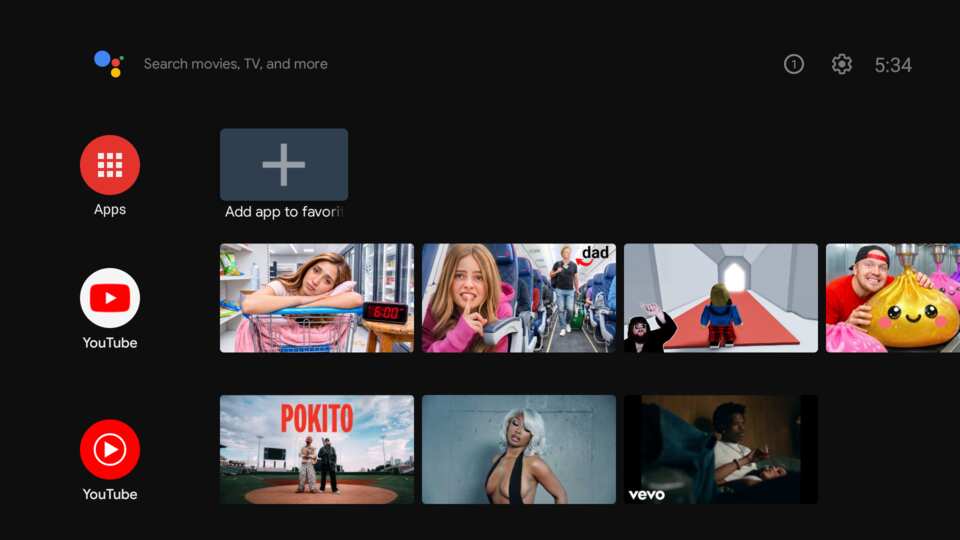 Search movies, TV, and more
1
5:34
Apps
Add app to favori
YouTube
6:00
dad
YouTube
POKITO
vevo